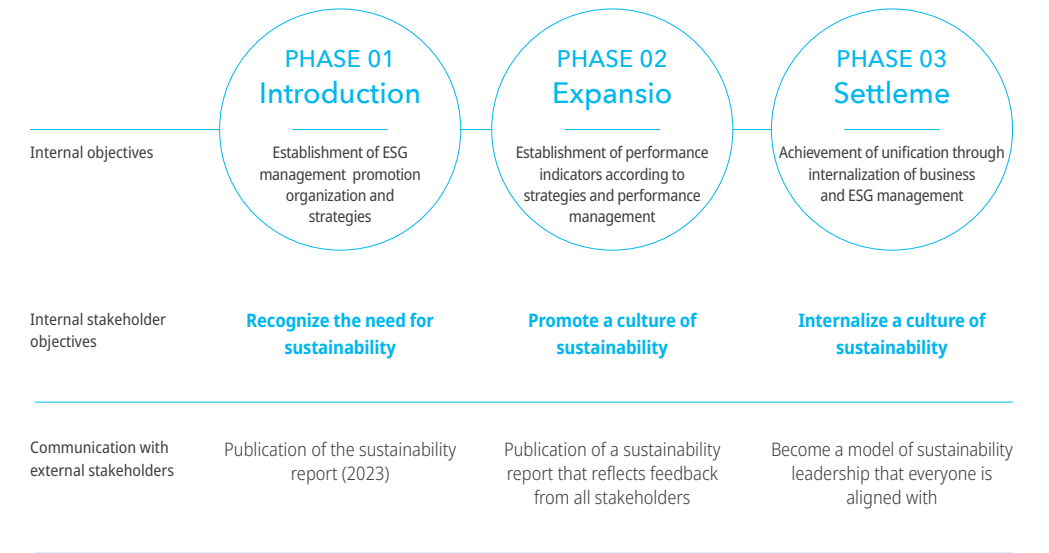 PHASE 01
Introduction
PHASE 02
Expansio
PHASE 03
Settleme
Internal objectives
Establishment of ESG
management promotion
organization and
strategies
Establishment of performance
indicators according to
strategies and performance
management
Achievement of unification through
internalization of business
and ESG management
Internal stakeholder
objectives
Recognize the need for
sustainability
Promote a culture of
sustainability
Internalize a culture of
sustainability
Communication with
external stakeholders
Publication of the sustainability
report (2023)
Publication of a sustainability
report that reflects feedback
from all stakeholders
Become a model of sustainability
leadership that everyone is
aligned with